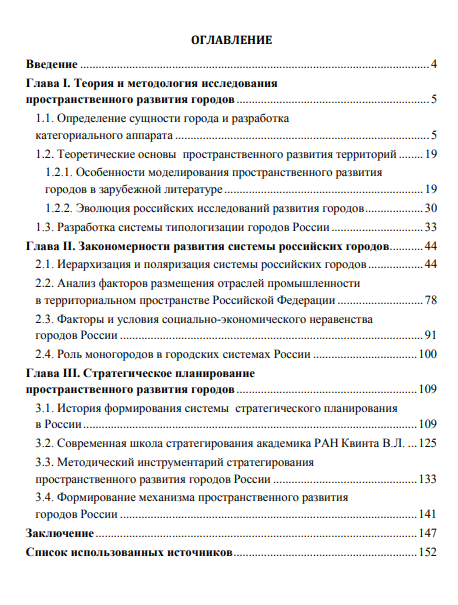 ОГЛАВЛЕНИЕ
Введение ........ 4
Глава I. Теория и методология исследования
пространственного развития городов ........ 5
1.1. Определение сущности города и разработка
категориального аппарата ........ 5
1.2. Теоретические основы пространственного развития территорий ........ 19
1.2.1. Особенности моделирования пространственного развития
городов в зарубежной литературе ........ 19
1.2.2. Эволюция российских исследований развития городов ........ 30
1.3. Разработка системы типологизации городов России ........ 33
Глава II. Закономерности развития системы российских городов ........ 44
2.1. Иерархизация и поляризация системы российских городов ........ 44
2.2. Анализ факторов размещения отраслей промышленности
в территориальном пространстве Российской Федерации ........ 78
2.3. Факторы и условия социально-экономического неравенства
городов России ........ 91
2.4. Роль моногородов в городских системах России ........ 100
Глава III. Стратегическое планирование
пространственного развития городов ........ 109
3.1. История формирования системы стратегического планирования
в России ........ 109
3.2. Современная школа стратегирования академика РАН Квинта В.Л. ... 125
3.3. Методический инструментарий стратегирования
пространственного развития городов России ........ 133
3.4. Формирование механизма пространственного развития
городов России ........ 141
Заключение ........ 147
Список использованных источников ........ 152